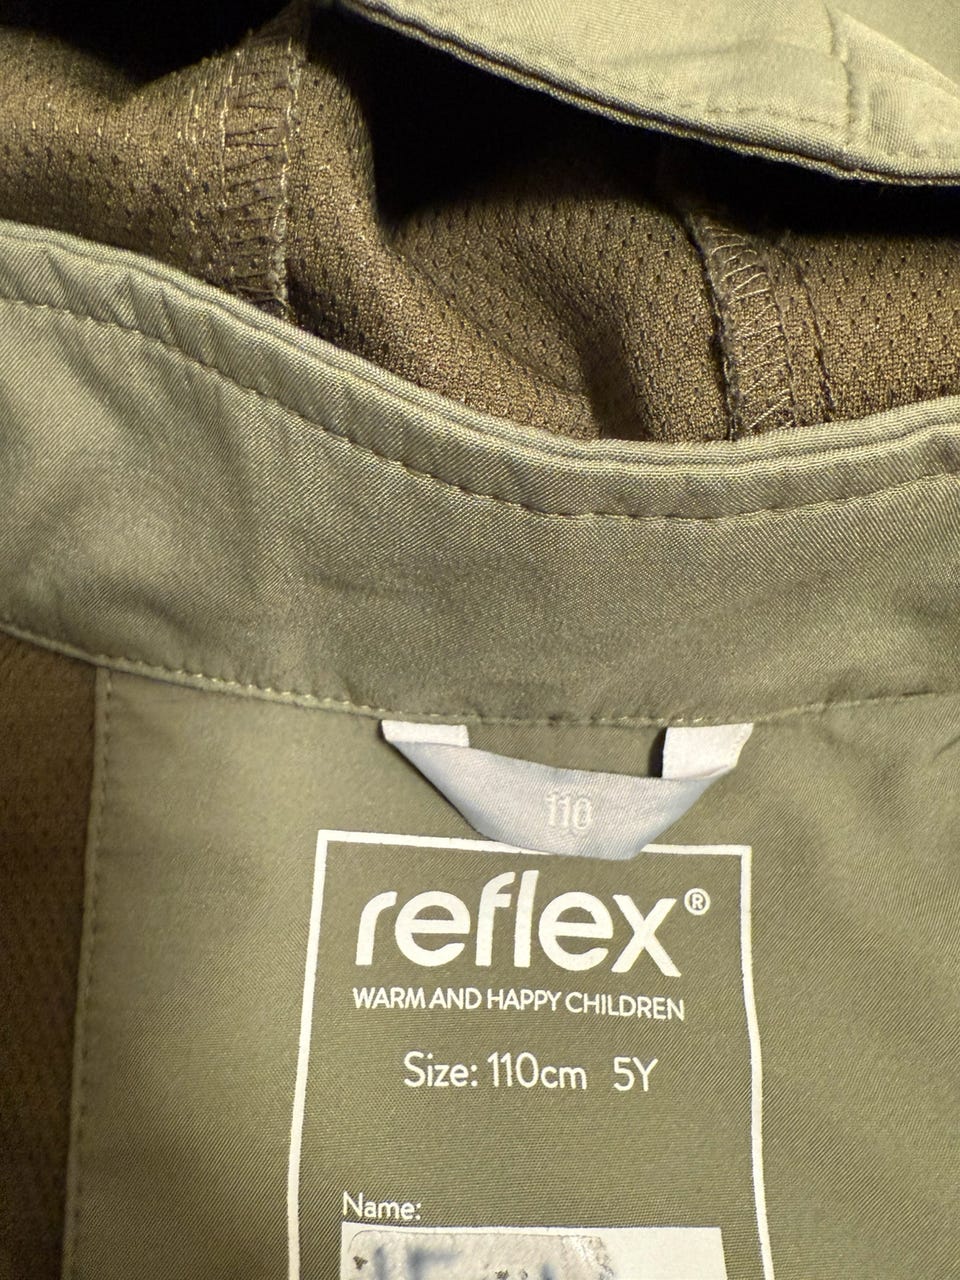 110
reflex®
WARM AND HAPPY CHILDREN
Size: 110cm 5Y
Name: